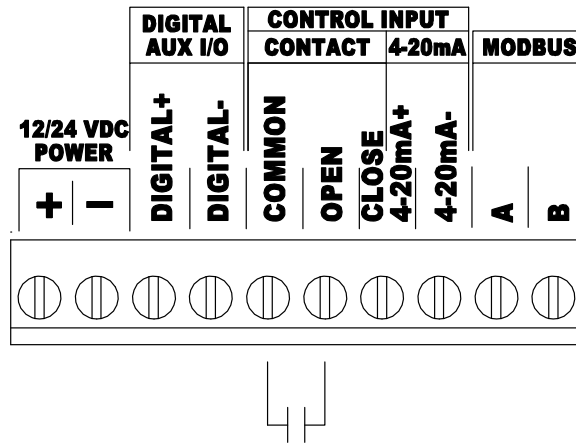 DIGITAL
AUX I/O
CONTROL INPUT
CONTACT
4-20mA
MODBUS
12/24 VDC
POWER
+
−
DIGITAL+
DIGITAL-
COMMON
OPEN
CLOSE
4-20mA+
4-20mA-
A
B